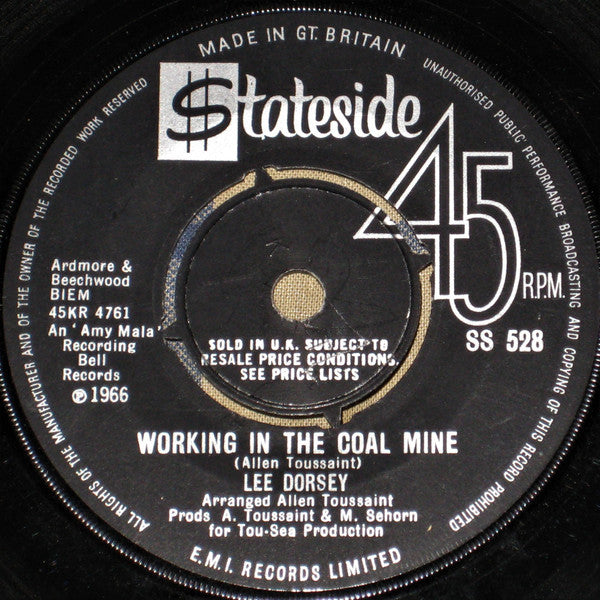 MADE IN GT. BRITAIN
UNAUTHORISED PUBLIC PERFORMANCE BROADCASTING AND COPYING OF THIS RECORD PROHIBITED
ALL RIGHTS OF THE MANUFACTURER AND OF THE OWNER OF THE RECORDED WORK RESERVED
$tateside
45
R.P.M.
SS 528
Ardmore &
Beechwood
BIEM
45KR 4761
An 'Amy Mala'
Recording
Bell
Records
℗ 1966
SOLD IN U.K. SUBJECT TO
RESALE PRICE CONDITIONS,
SEE PRICE LISTS
WORKING IN THE COAL MINE
(Allen Toussaint)
LEE DORSEY
Arranged Allen Toussaint
Prods A. Toussaint & M. Sehorn
for Tou-Sea Production
E.M.I. RECORDS LIMITED